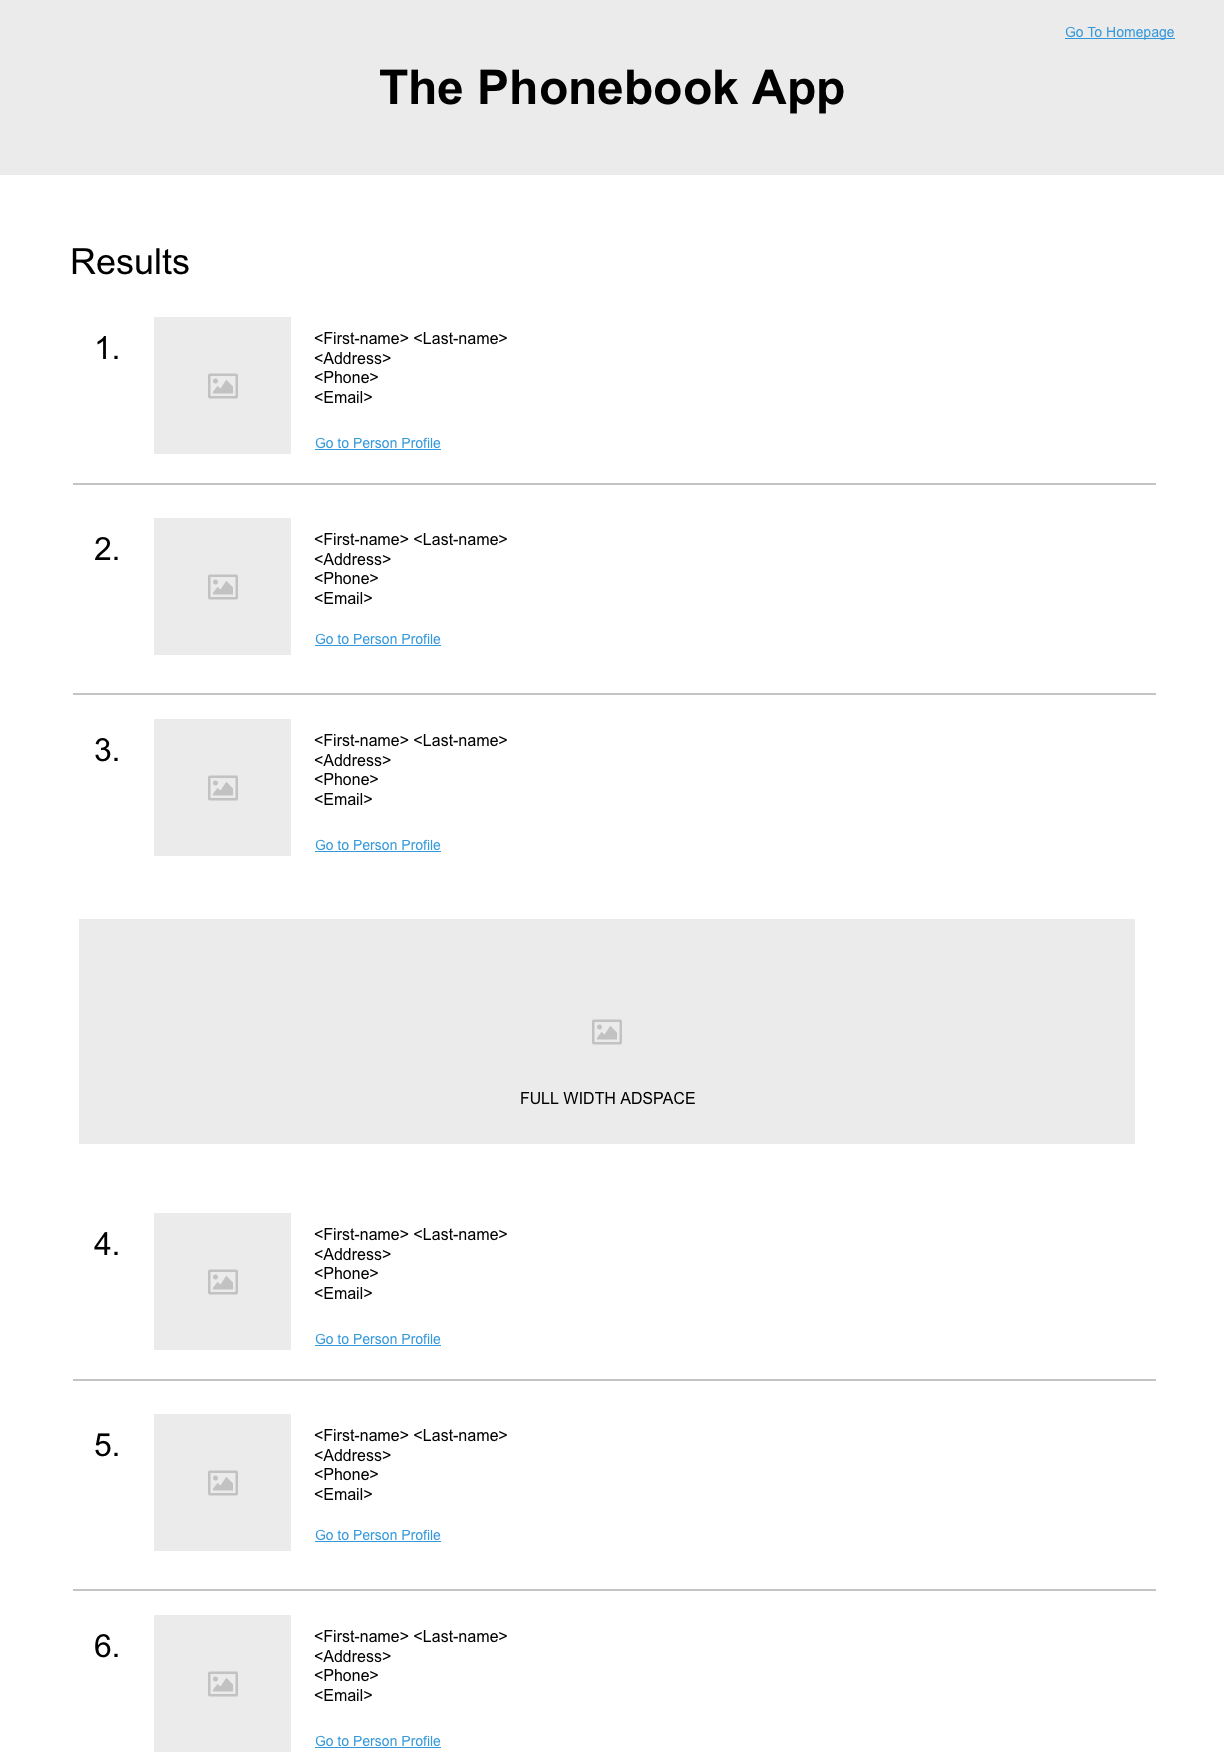 Go To Homepage
The Phonebook App
Results
1.
<First-name> <Last-name>
<Address>
<Phone>
<Email>
Go to Person Profile
2.
<First-name> <Last-name>
<Address>
<Phone>
<Email>
Go to Person Profile
3.
<First-name> <Last-name>
<Address>
<Phone>
<Email>
Go to Person Profile
FULL WIDTH ADSPACE
4.
<First-name> <Last-name>
<Address>
<Phone>
<Email>
Go to Person Profile
5.
<First-name> <Last-name>
<Address>
<Phone>
<Email>
Go to Person Profile
6.
<First-name> <Last-name>
<Address>
<Phone>
<Email>
Go to Person Profile